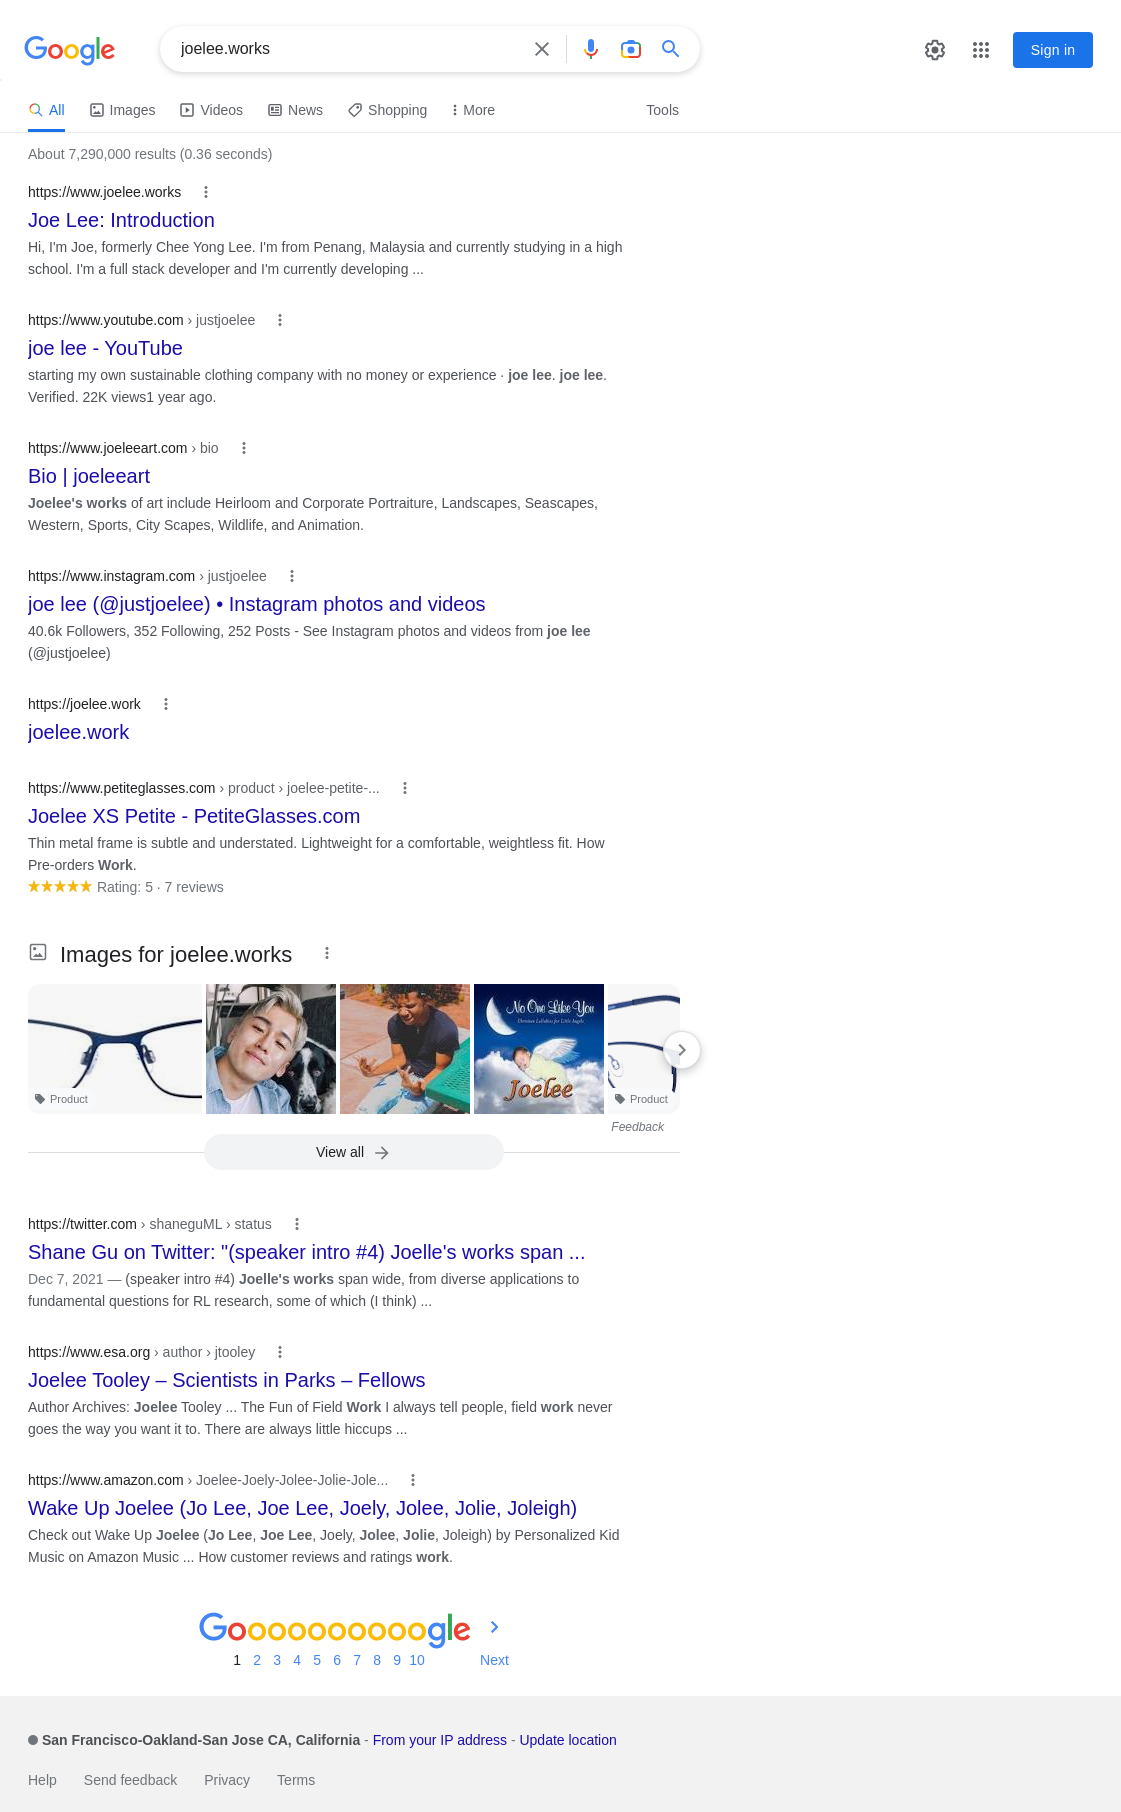 Google
joelee.works
Sign in
All
Images
Videos
News
Shopping
More
Tools
About 7,290,000 results (0.36 seconds)
https://www.joelee.works
Joe Lee: Introduction
Hi, I'm Joe, formerly Chee Yong Lee. I'm from Penang, Malaysia and currently studying in a high
school. I'm a full stack developer and I'm currently developing ...
https://www.youtube.com › justjoelee
joe lee - YouTube
starting my own sustainable clothing company with no money or experience · joe lee. joe lee.
Verified. 22K views1 year ago.
https://www.joeleeart.com › bio
Bio | joeleeart
Joelee's works of art include Heirloom and Corporate Portraiture, Landscapes, Seascapes,
Western, Sports, City Scapes, Wildlife, and Animation.
https://www.instagram.com › justjoelee
joe lee (@justjoelee) • Instagram photos and videos
40.6k Followers, 352 Following, 252 Posts - See Instagram photos and videos from joe lee
(@justjoelee)
https://joelee.work
joelee.work
https://www.petiteglasses.com › product › joelee-petite-...
Joelee XS Petite - PetiteGlasses.com
Thin metal frame is subtle and understated. Lightweight for a comfortable, weightless fit. How
Pre-orders Work.
Rating: 5 · 7 reviews
Images for joelee.works
No One Like You
Christian Lullabies for Little Angels
Joelee
Product
Product
Feedback
View all
https://twitter.com › shaneguML › status
Shane Gu on Twitter: "(speaker intro #4) Joelle's works span ...
Dec 7, 2021 — (speaker intro #4) Joelle's works span wide, from diverse applications to
fundamental questions for RL research, some of which (I think) ...
https://www.esa.org › author › jtooley
Joelee Tooley – Scientists in Parks – Fellows
Author Archives: Joelee Tooley ... The Fun of Field Work I always tell people, field work never
goes the way you want it to. There are always little hiccups ...
https://www.amazon.com › Joelee-Joely-Jolee-Jolie-Jole...
Wake Up Joelee (Jo Lee, Joe Lee, Joely, Jolee, Jolie, Joleigh)
Check out Wake Up Joelee (Jo Lee, Joe Lee, Joely, Jolee, Jolie, Joleigh) by Personalized Kid
Music on Amazon Music ... How customer reviews and ratings work.
Goooooooooogle
1 2 3 4 5 6 7 8 9 10 Next
San Francisco-Oakland-San Jose CA, California - From your IP address - Update location
Help Send feedback Privacy Terms